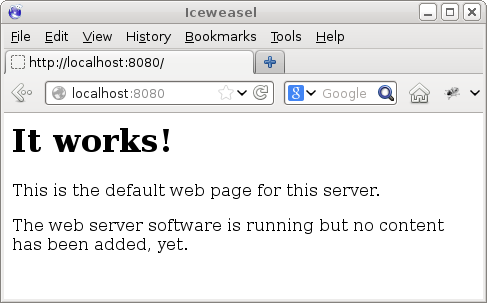 Iceweasel
File Edit View History Bookmarks Tools Help
http://localhost:8080/
localhost:8080 Google
It works!
This is the default web page for this server.
The web server software is running but no content
has been added, yet.